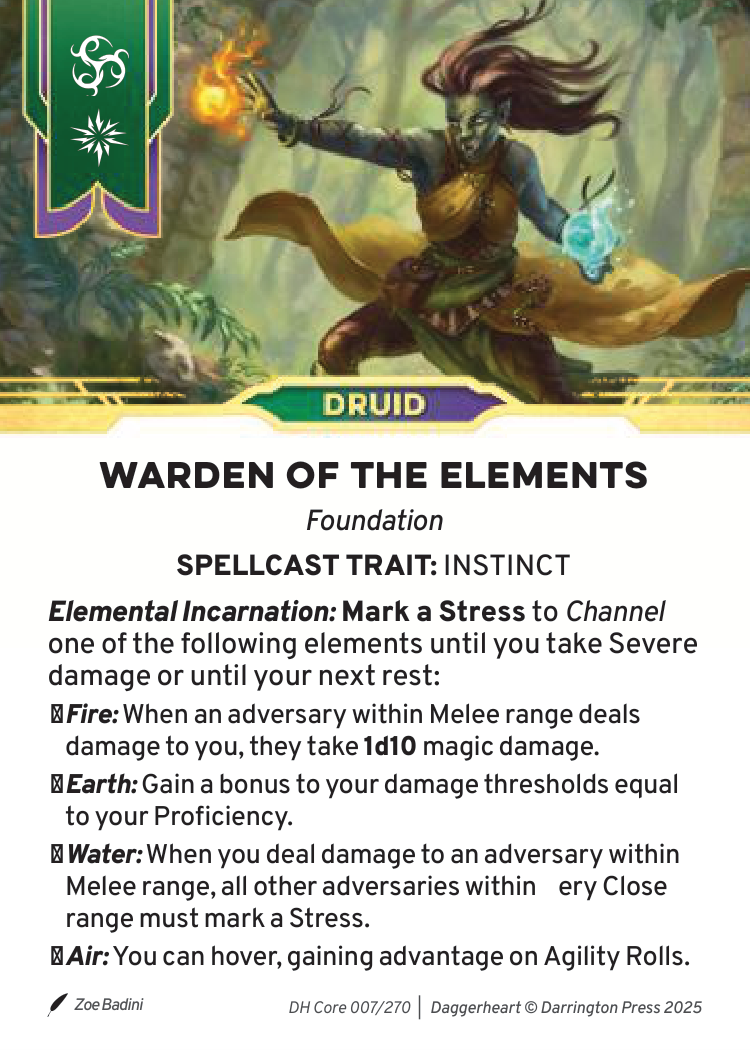 DRUID
WARDEN OF THE ELEMENTS
Foundation
SPELLCAST TRAIT: INSTINCT
Elemental Incarnation: Mark a Stress to Channel
one of the following elements until you take Severe
damage or until your next rest:
Fire: When an adversary within Melee range deals
damage to you, they take 1d10 magic damage.
Earth: Gain a bonus to your damage thresholds equal
to your Proficiency.
Water: When you deal damage to an adversary within
Melee range, all other adversaries within ery Close
range must mark a Stress.
Air: You can hover, gaining advantage on Agility Rolls.
Zoe Badini
DH Core 007/270 | Daggerheart © Darrington Press 2025